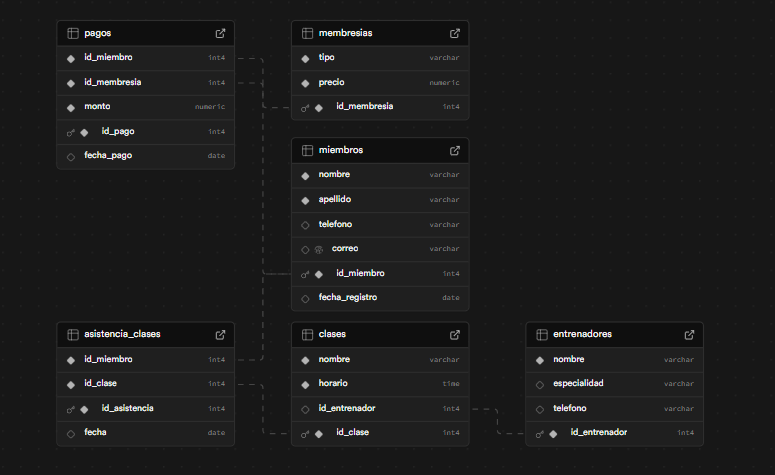 pagos
id_miembro int4
id_membresia int4
monto numeric
id_pago int4
fecha_pago date
membresias
tipo varchar
precio numeric
id_membresia int4
miembros
nombre varchar
apellido varchar
telefono varchar
correo varchar
id_miembro int4
fecha_registro date
asistencia_clases
id_miembro int4
id_clase int4
id_asistencia int4
fecha date
clases
nombre varchar
horario time
id_entrenador int4
id_clase int4
entrenadores
nombre varchar
especialidad varchar
telefono varchar
id_entrenador int4